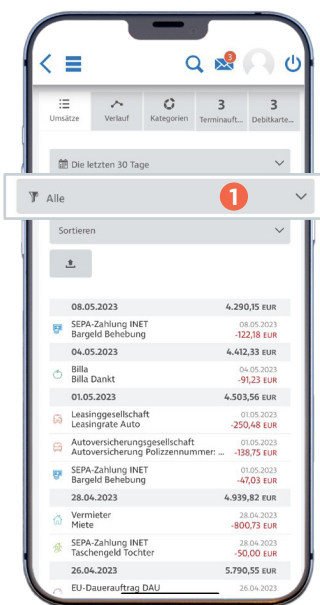 3
3 3
Umsätze Verlauf Kategorien Terminauft... Debitkarte...
Die letzten 30 Tage
Alle 1
Sortieren
08.05.2023 4.290,15 EUR
SEPA-Zahlung INET 08.05.2023
Bargeld Behebung -122,18 EUR
04.05.2023 4.412,33 EUR
Billa 04.05.2023
Billa Dankt -91,23 EUR
01.05.2023 4.503,56 EUR
Leasinggesellschaft 01.05.2023
Leasingrate Auto -250,48 EUR
Autoversicherungsgesellschaft 01.05.2023
Autoversicherung Polizzennummer: ... -138,75 EUR
SEPA-Zahlung INET 01.05.2023
Bargeld Behebung -47,03 EUR
28.04.2023 4.939,82 EUR
Vermieter 28.04.2023
Miete -800,73 EUR
SEPA-Zahlung INET 28.04.2023
Taschengeld Tochter -50,00 EUR
26.04.2023 5.790,55 EUR
EU-Dauerauftrag DAU 26.04.2023